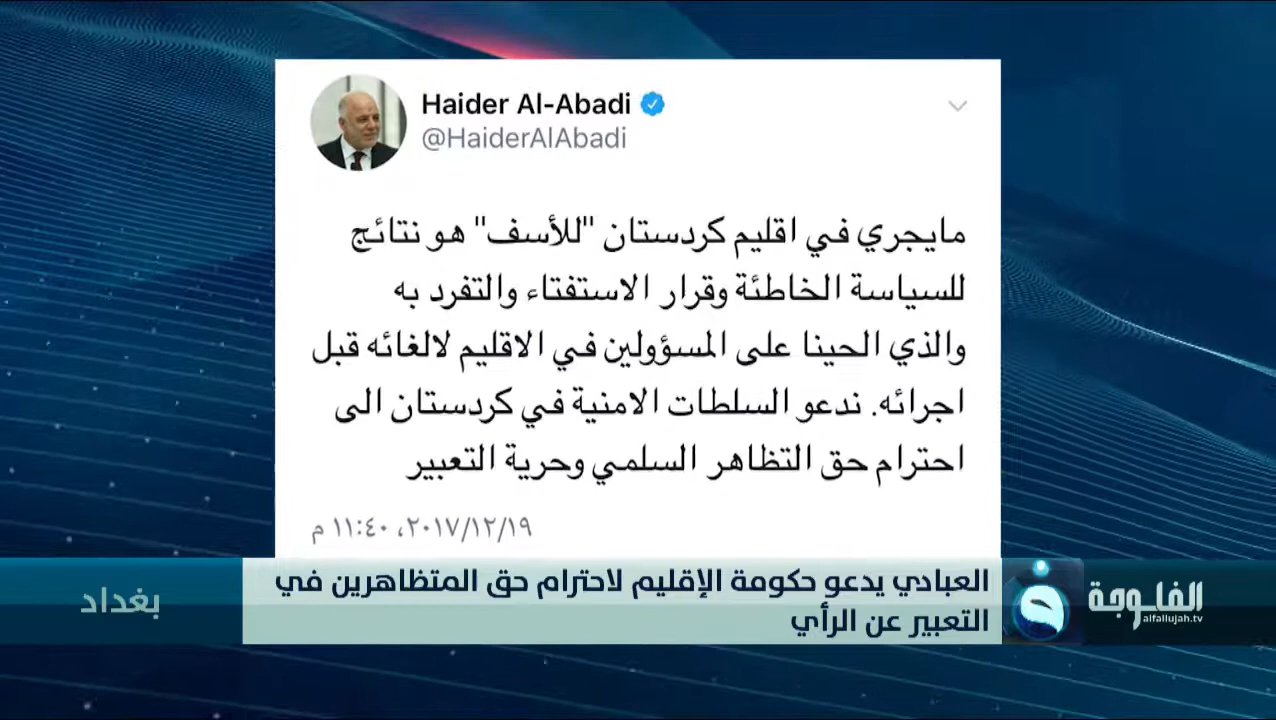 Haider Al-Abadi
@HaiderAlAbadi
مايجري في اقليم كردستان "للأسف" هو نتائج
للسياسة الخاطئة وقرار الاستفتاء والتفرد به
والذي الحينا على المسؤولين في الاقليم لالغائه قبل
اجرائه. ندعو السلطات الامنية في كردستان الى
احترام حق التظاهر السلمي وحرية التعبير
٢٠١٧/١٢/١٩، ١١:٤٠ م
العبادي يدعو حكومة الإقليم لاحترام حق المتظاهرين في
التعبير عن الرأي
بغداد
الفلوجة
alfallujah.tv